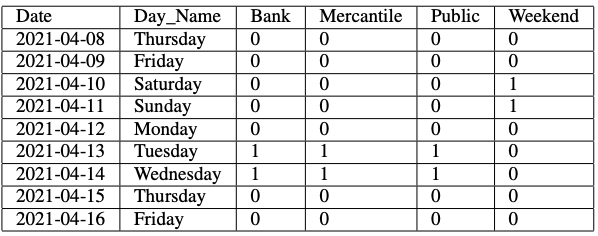 Date Day_Name Bank Mercantile Public Weekend
2021-04-08 Thursday 0 0 0 0
2021-04-09 Friday 0 0 0 0
2021-04-10 Saturday 0 0 0 1
2021-04-11 Sunday 0 0 0 1
2021-04-12 Monday 0 0 0 0
2021-04-13 Tuesday 1 1 1 0
2021-04-14 Wednesday 1 1 1 0
2021-04-15 Thursday 0 0 0 0
2021-04-16 Friday 0 0 0 0